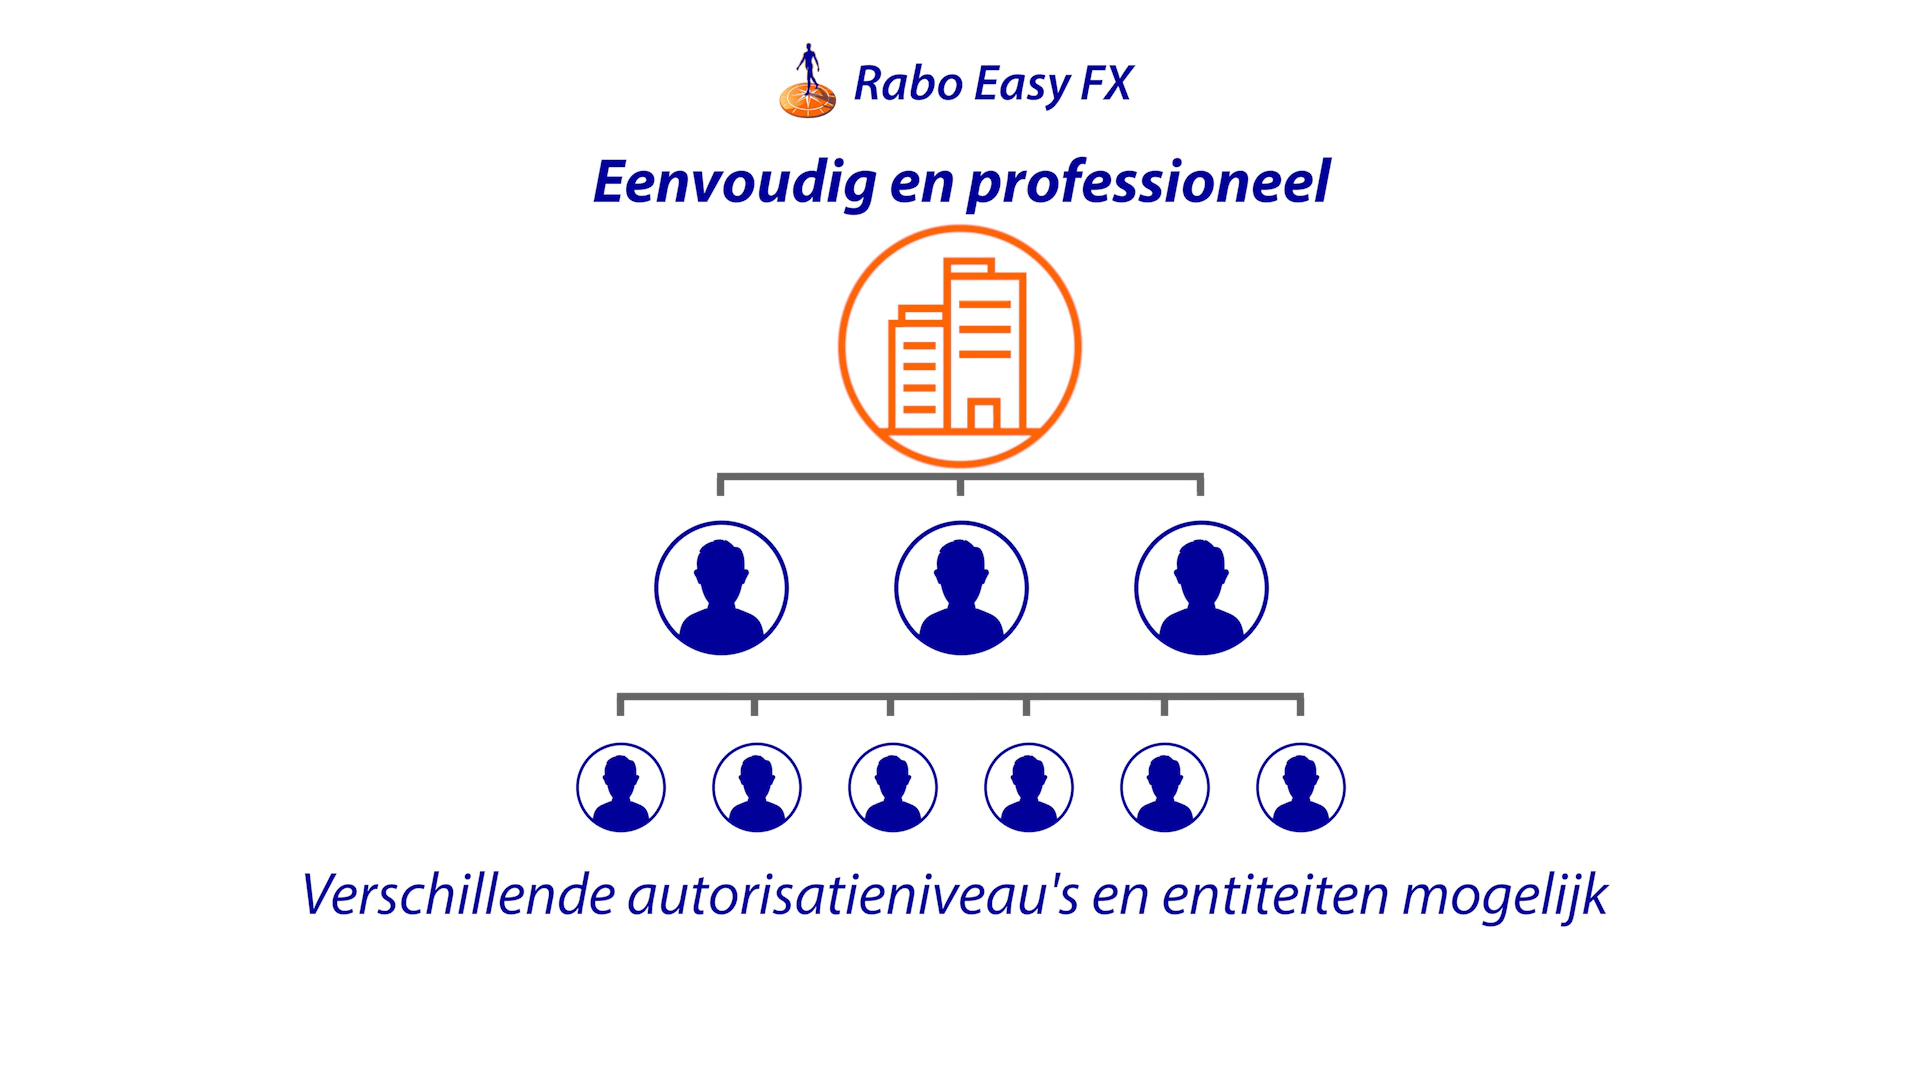 Rabo Easy FX
Eenvoudig en professioneel
Verschillende autorisatieniveau's en entiteiten mogelijk